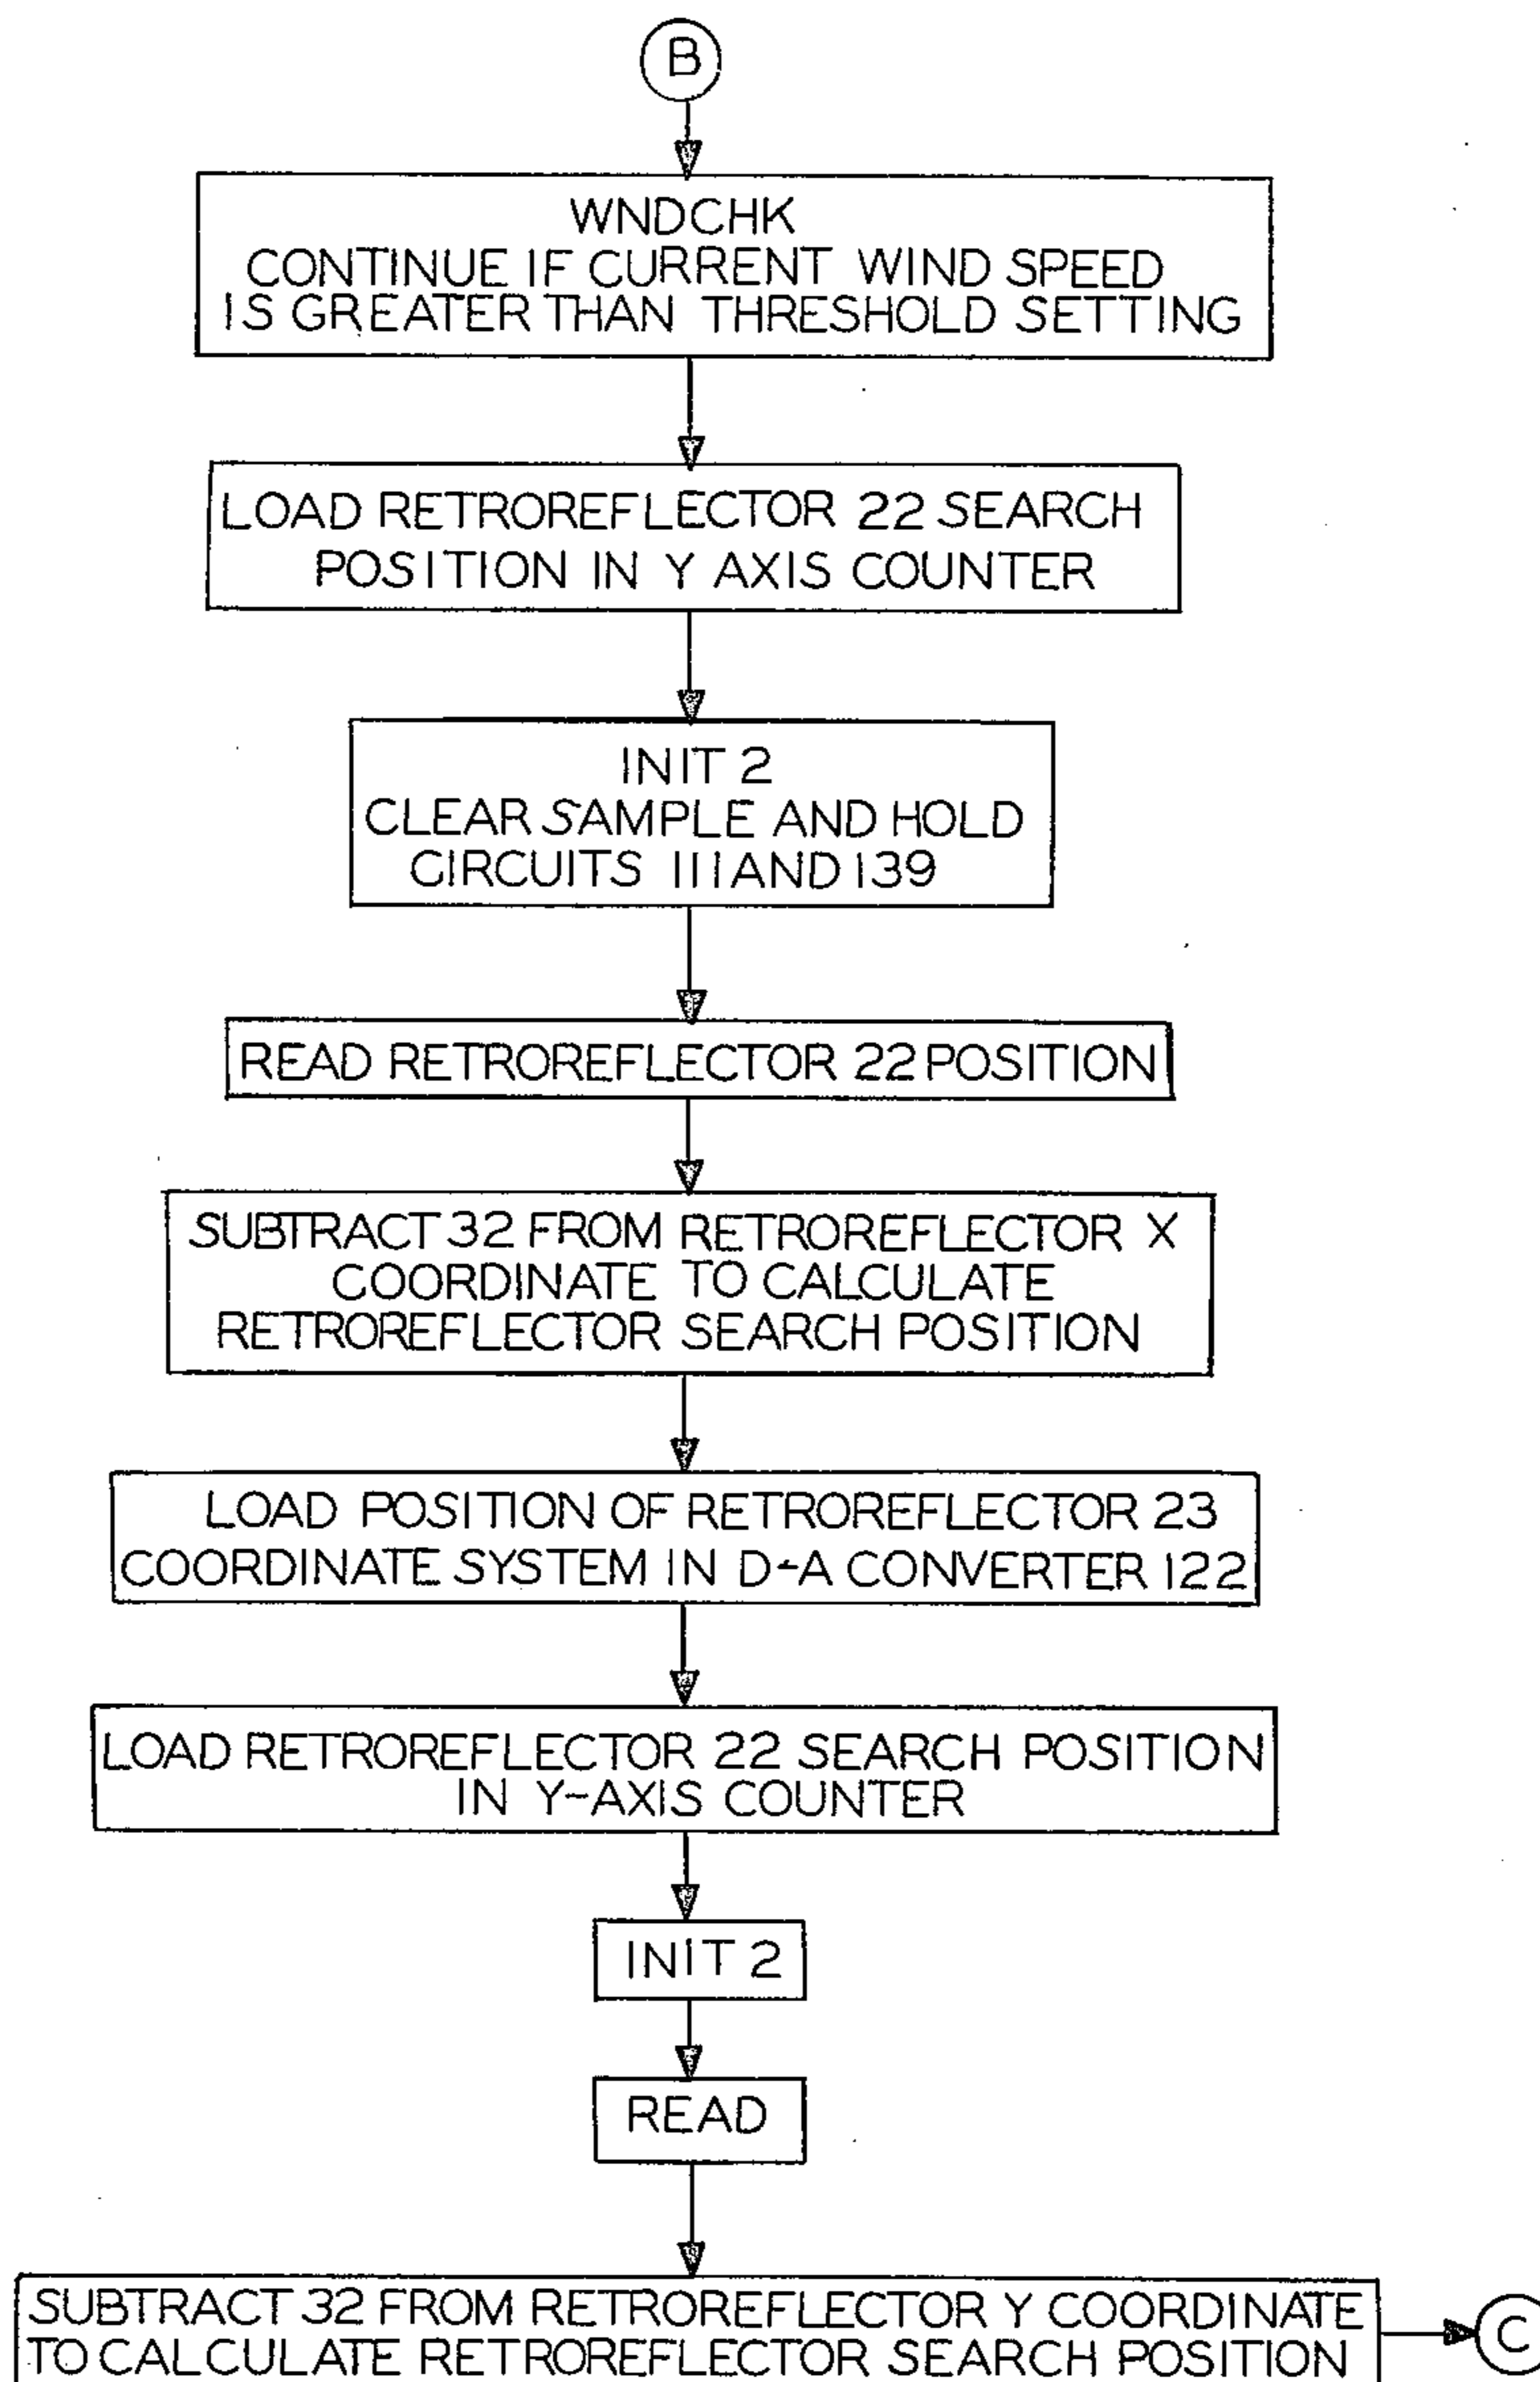 B
WNDCHK
CONTINUE IF CURRENT WIND SPEED
IS GREATER THAN THRESHOLD SETTING
LOAD RETROREFLECTOR 22 SEARCH
POSITION IN Y AXIS COUNTER
INIT 2
CLEAR SAMPLE AND HOLD
CIRCUITS 111 AND 139
READ RETROREFLECTOR 22 POSITION
SUBTRACT 32 FROM RETROREFLECTOR X
COORDINATE TO CALCULATE
RETROREFLECTOR SEARCH POSITION
LOAD POSITION OF RETROREFLECTOR 23
COORDINATE SYSTEM IN D-A CONVERTER 122
LOAD RETROREFLECTOR 22 SEARCH POSITION
IN Y-AXIS COUNTER
INIT 2
READ
SUBTRACT 32 FROM RETROREFLECTOR Y COORDINATE
TO CALCULATE RETROREFLECTOR SEARCH POSITION
C